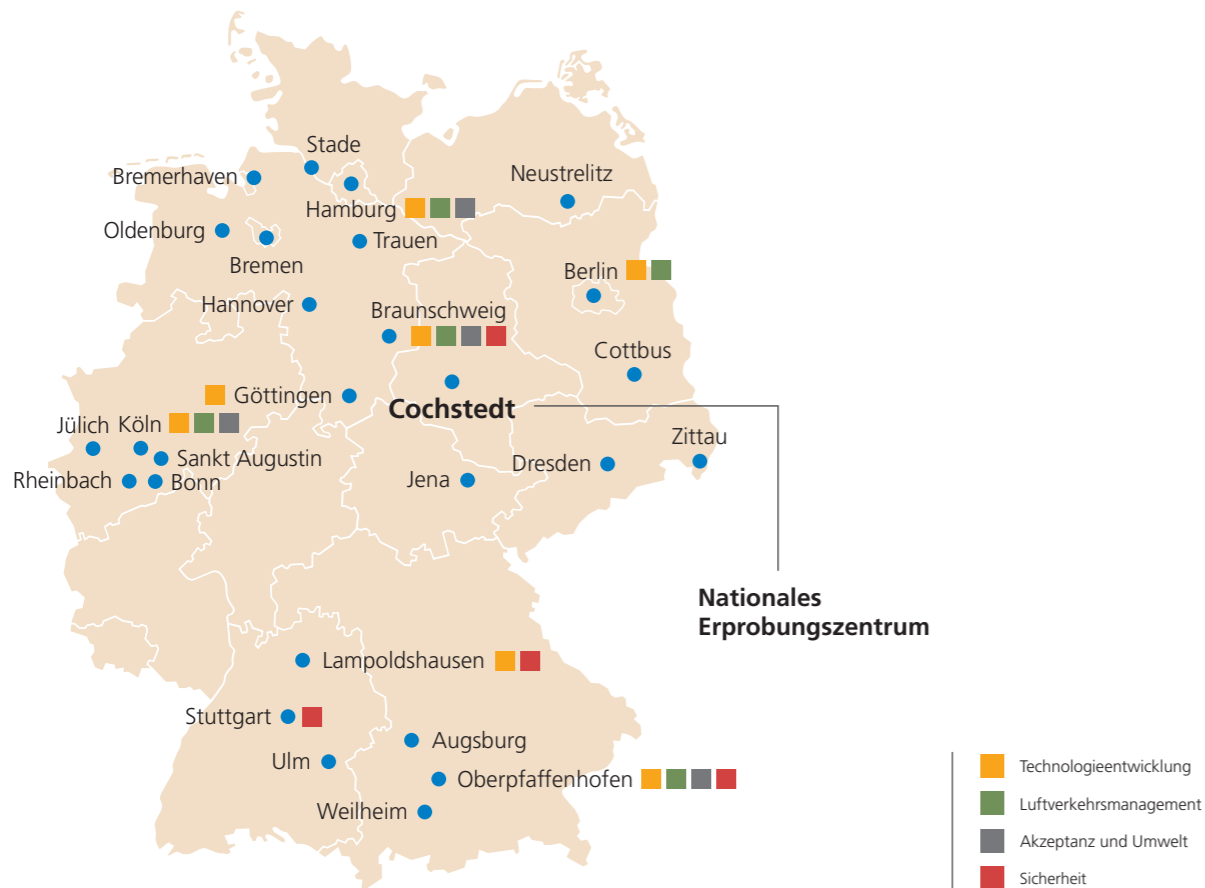 Stade
Bremerhaven
Neustrelitz
Hamburg
Oldenburg
Trauen
Bremen
Berlin
Hannover
Braunschweig
Cottbus
Göttingen
Cochstedt
Jülich
Köln
Zittau
Sankt Augustin
Dresden
Rheinbach
Bonn
Jena
Nationales
Erprobungszentrum
Lampoldshausen
Stuttgart
Augsburg
Ulm
Oberpfaffenhofen
Weilheim
Technologieentwicklung
Luftverkehrsmanagement
Akzeptanz und Umwelt
Sicherheit